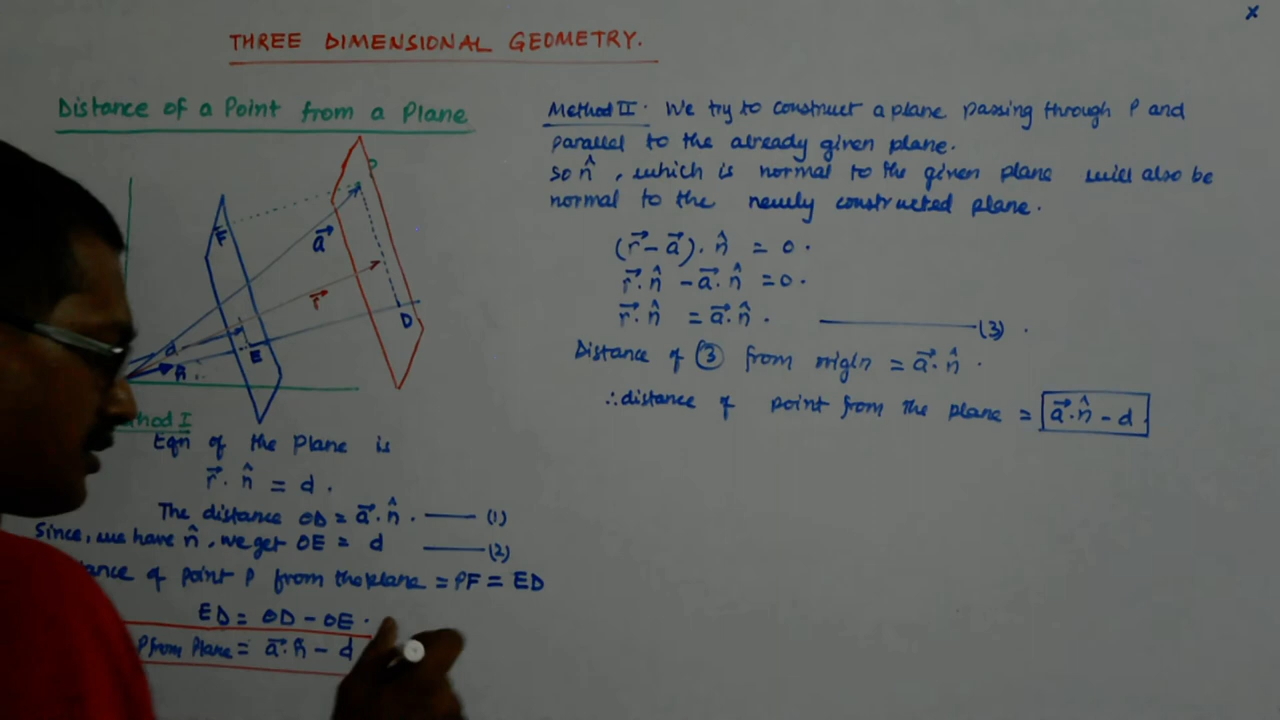 x
THREE DIMENSIONAL GEOMETRY.
Distance of a Point from a Plane
P
F
a⃗
r⃗
D
d
E
n̂
hod I
Eqn of the Plane is
r⃗. n̂ = d.
The distance OD = a⃗.n̂. —— (1)
Since, we have n̂, we get OE = d —— (2)
ance of point P from the plane = PF = ED
ED = OD - OE.
P from Plane = a⃗.n̂ - d
Method II. We try to construct a plane passing through P and
parallel to the already given plane.
so n̂, which is normal to the given plane will also be
normal to the newly constructed plane.
(r⃗-a⃗). n̂ = 0.
r⃗. n̂ - a⃗. n̂ = 0.
r⃗. n̂ = a⃗. n̂. —— (3).
Distance of ③ from origin = a⃗. n̂.
∴ distance of point from the plane = a⃗. n̂ - d.